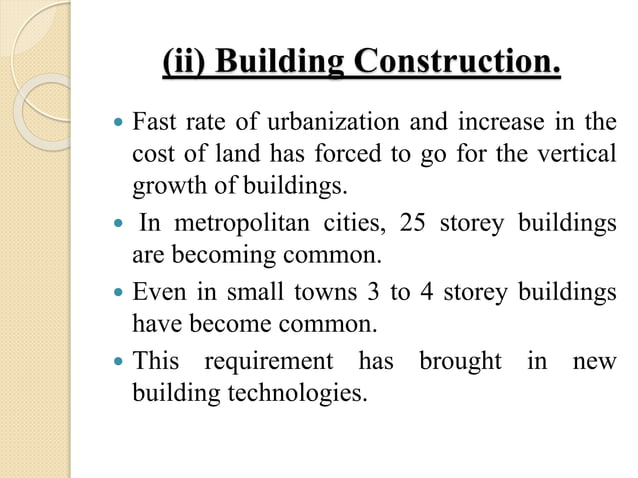 (ii) Building Construction.
• Fast rate of urbanization and increase in the
cost of land has forced to go for the vertical
growth of buildings.
• In metropolitan cities, 25 storey buildings
are becoming common.
• Even in small towns 3 to 4 storey buildings
have become common.
• This requirement has brought in new
building technologies.